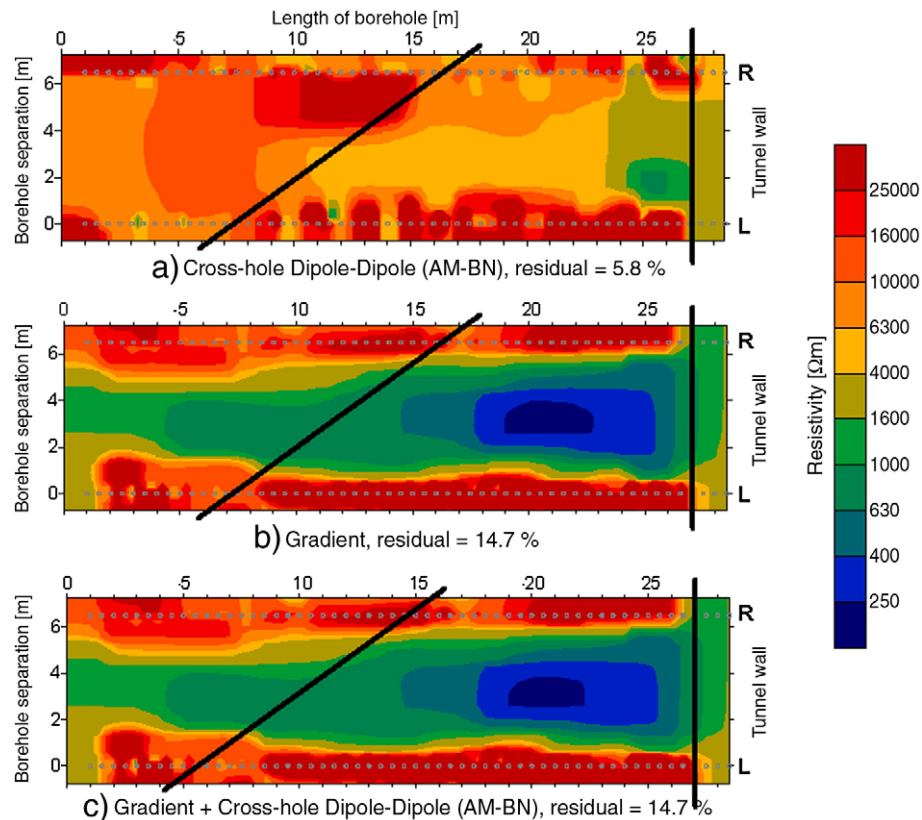 Length of borehole [m]
0 ·5 10 15 20 25
Borehole separation [m]
6
4
2
0
R
Tunnel wall
L
a) Cross-hole Dipole-Dipole (AM-BN), residual = 5.8 %
0 ·5 10 15 20 25
Borehole separation [m]
6
4
2
0
R
Tunnel wall
L
b) Gradient, residual = 14.7 %
0 ·5 10 15 ·20 25
Borehole separation [m]
6
4
2
0
R
Tunnel wall
L
c) Gradient + Cross-hole Dipole-Dipole (AM-BN), residual = 14.7 %
Resistivity [Ωm]
25000
16000
10000
6300
4000
1600
1000
630
400
250